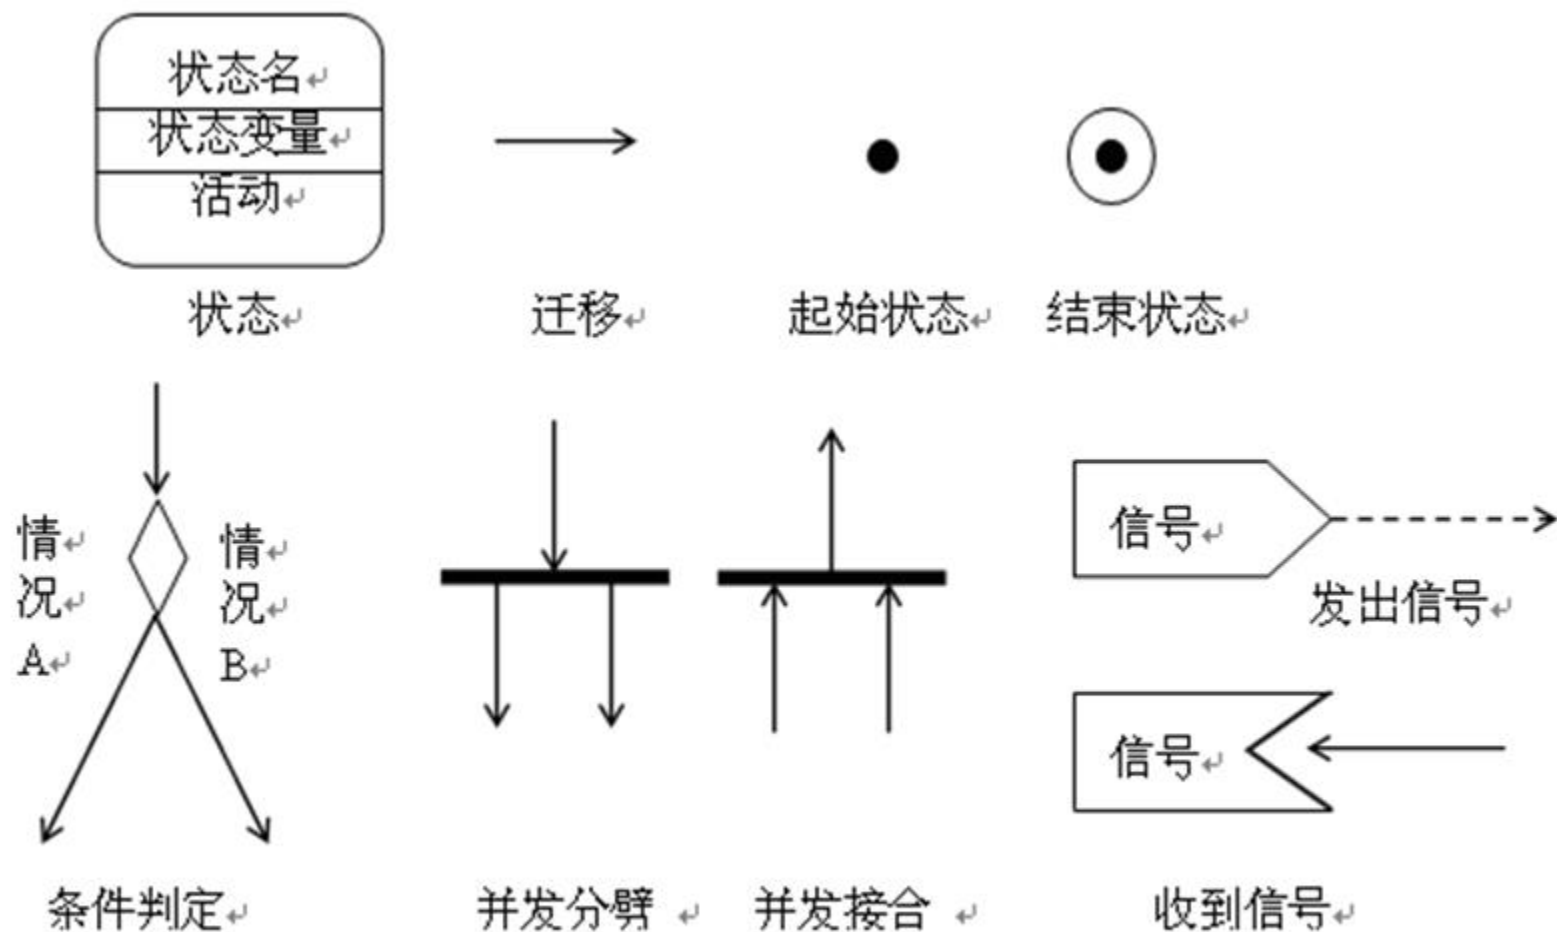 状态名
状态变量
活动
状态
迁移
起始状态
结束状态
情况A
情况B
信号
发出信号
信号
条件判定
并发分劈
并发接合
收到信号